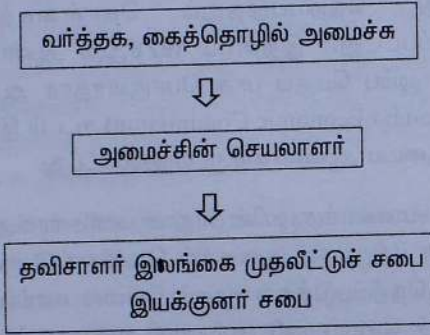 வர்த்தக, கைத்தொழில் அமைச்சு
அமைச்சின் செயலாளர்
தவிசாளர் இலங்கை முதலீட்டுச் சபை
இயக்குனர் சபை